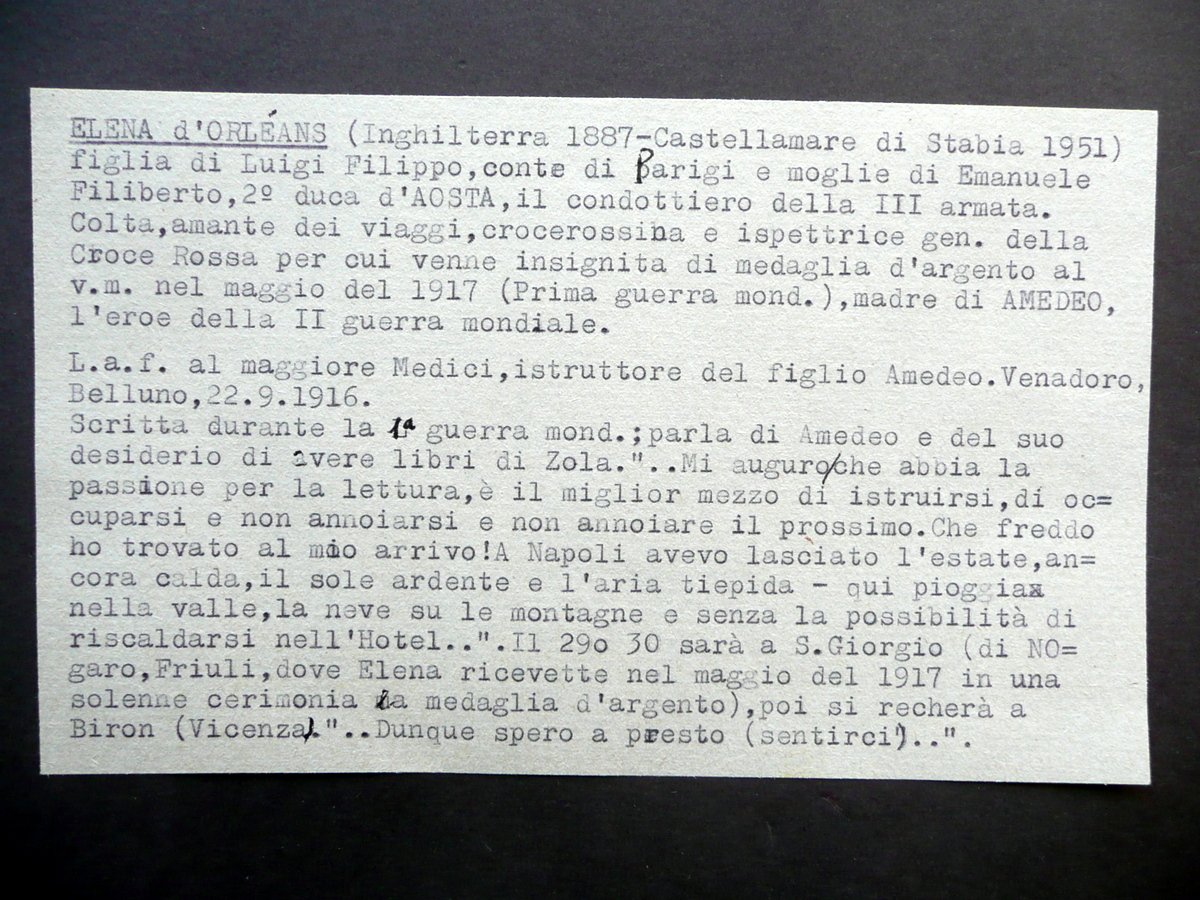 ELENA d'ORLÉANS (Inghilterra 1887-Castellamare di Stabia 1951)
figlia di Luigi Filippo,conte di Parigi e moglie di Emanuele
Filiberto,2º duca d'AOSTA,il condottiero della III armata.
Colta,amante dei viaggi,crocerossina e ispettrice gen. della
Croce Rossa per cui venne insignita di medaglia d'argento al
v.m. nel maggio del 1917 (Prima guerra mond.),madre di AMEDEO,
l'eroe della II guerra mondiale.
L.a.f. al maggiore Medici,istruttore del figlio Amedeo.Venadoro,
Belluno,22.9.1916.
Scritta durante la 1ª guerra mond.;parla di Amedeo e del suo
desiderio di avere libri di Zola."..Mi auguro/che abbia la
passione per la lettura,è il miglior mezzo di istruirsi,di oc=
cuparsi e non annoiarsi e non annoiare il prossimo.Che freddo
ho trovato al mio arrivo!A Napoli avevo lasciato l'estate,an=
cora calda,il sole ardente e l'aria tiepida - qui pioggiax
nella valle,la neve su le montagne e senza la possibilità di
riscaldarsi nell'Hotel..".Il 29o 30 sarà a S.Giorgio (di NO=
garo,Friuli,dove Elena ricevette nel maggio del 1917 in una
solenne cerimonia la medaglia d'argento),poi si recherà a
Biron (Vicenza)."..Dunque spero a presto (sentirci)..".